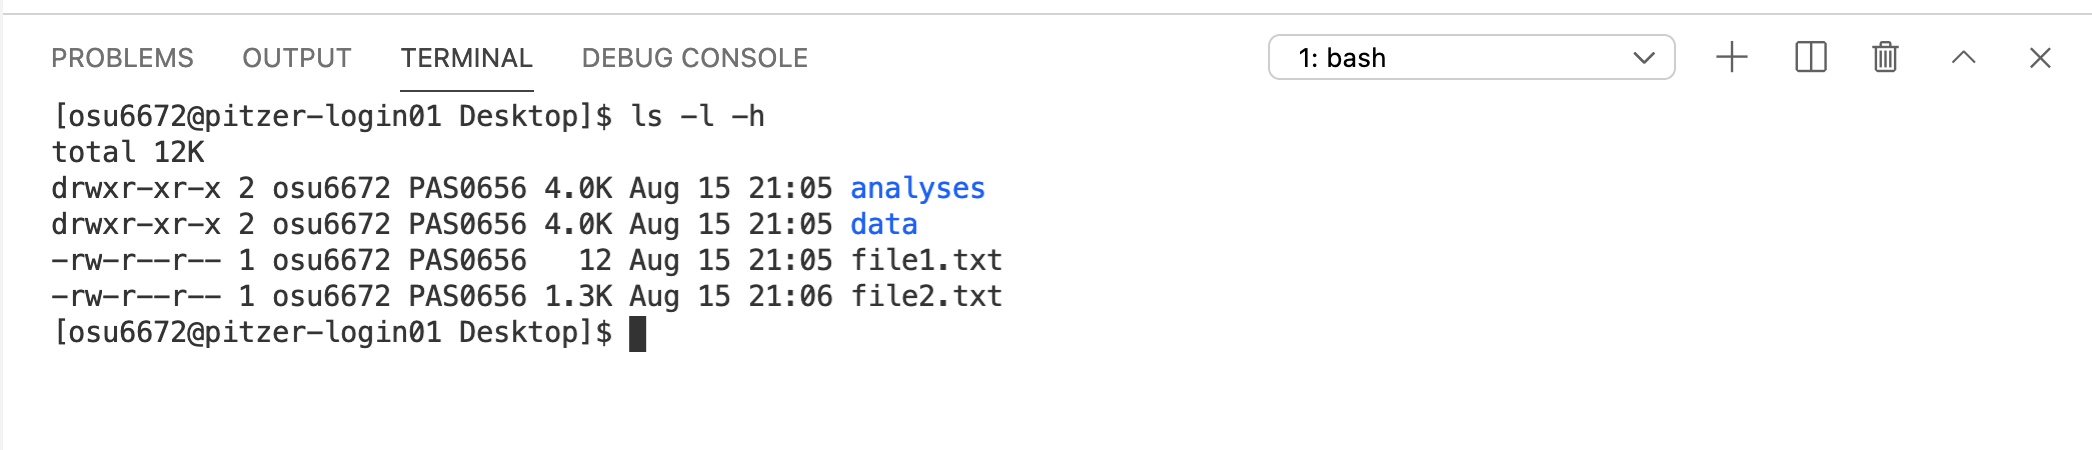 PROBLEMS OUTPUT TERMINAL DEBUG CONSOLE 1: bash
[osu6672@pitzer-login01 Desktop]$ ls -l -h
total 12K
drwxr-xr-x 2 osu6672 PAS0656 4.0K Aug 15 21:05 analyses
drwxr-xr-x 2 osu6672 PAS0656 4.0K Aug 15 21:05 data
-rw-r--r-- 1 osu6672 PAS0656   12 Aug 15 21:05 file1.txt
-rw-r--r-- 1 osu6672 PAS0656 1.3K Aug 15 21:06 file2.txt
[osu6672@pitzer-login01 Desktop]$